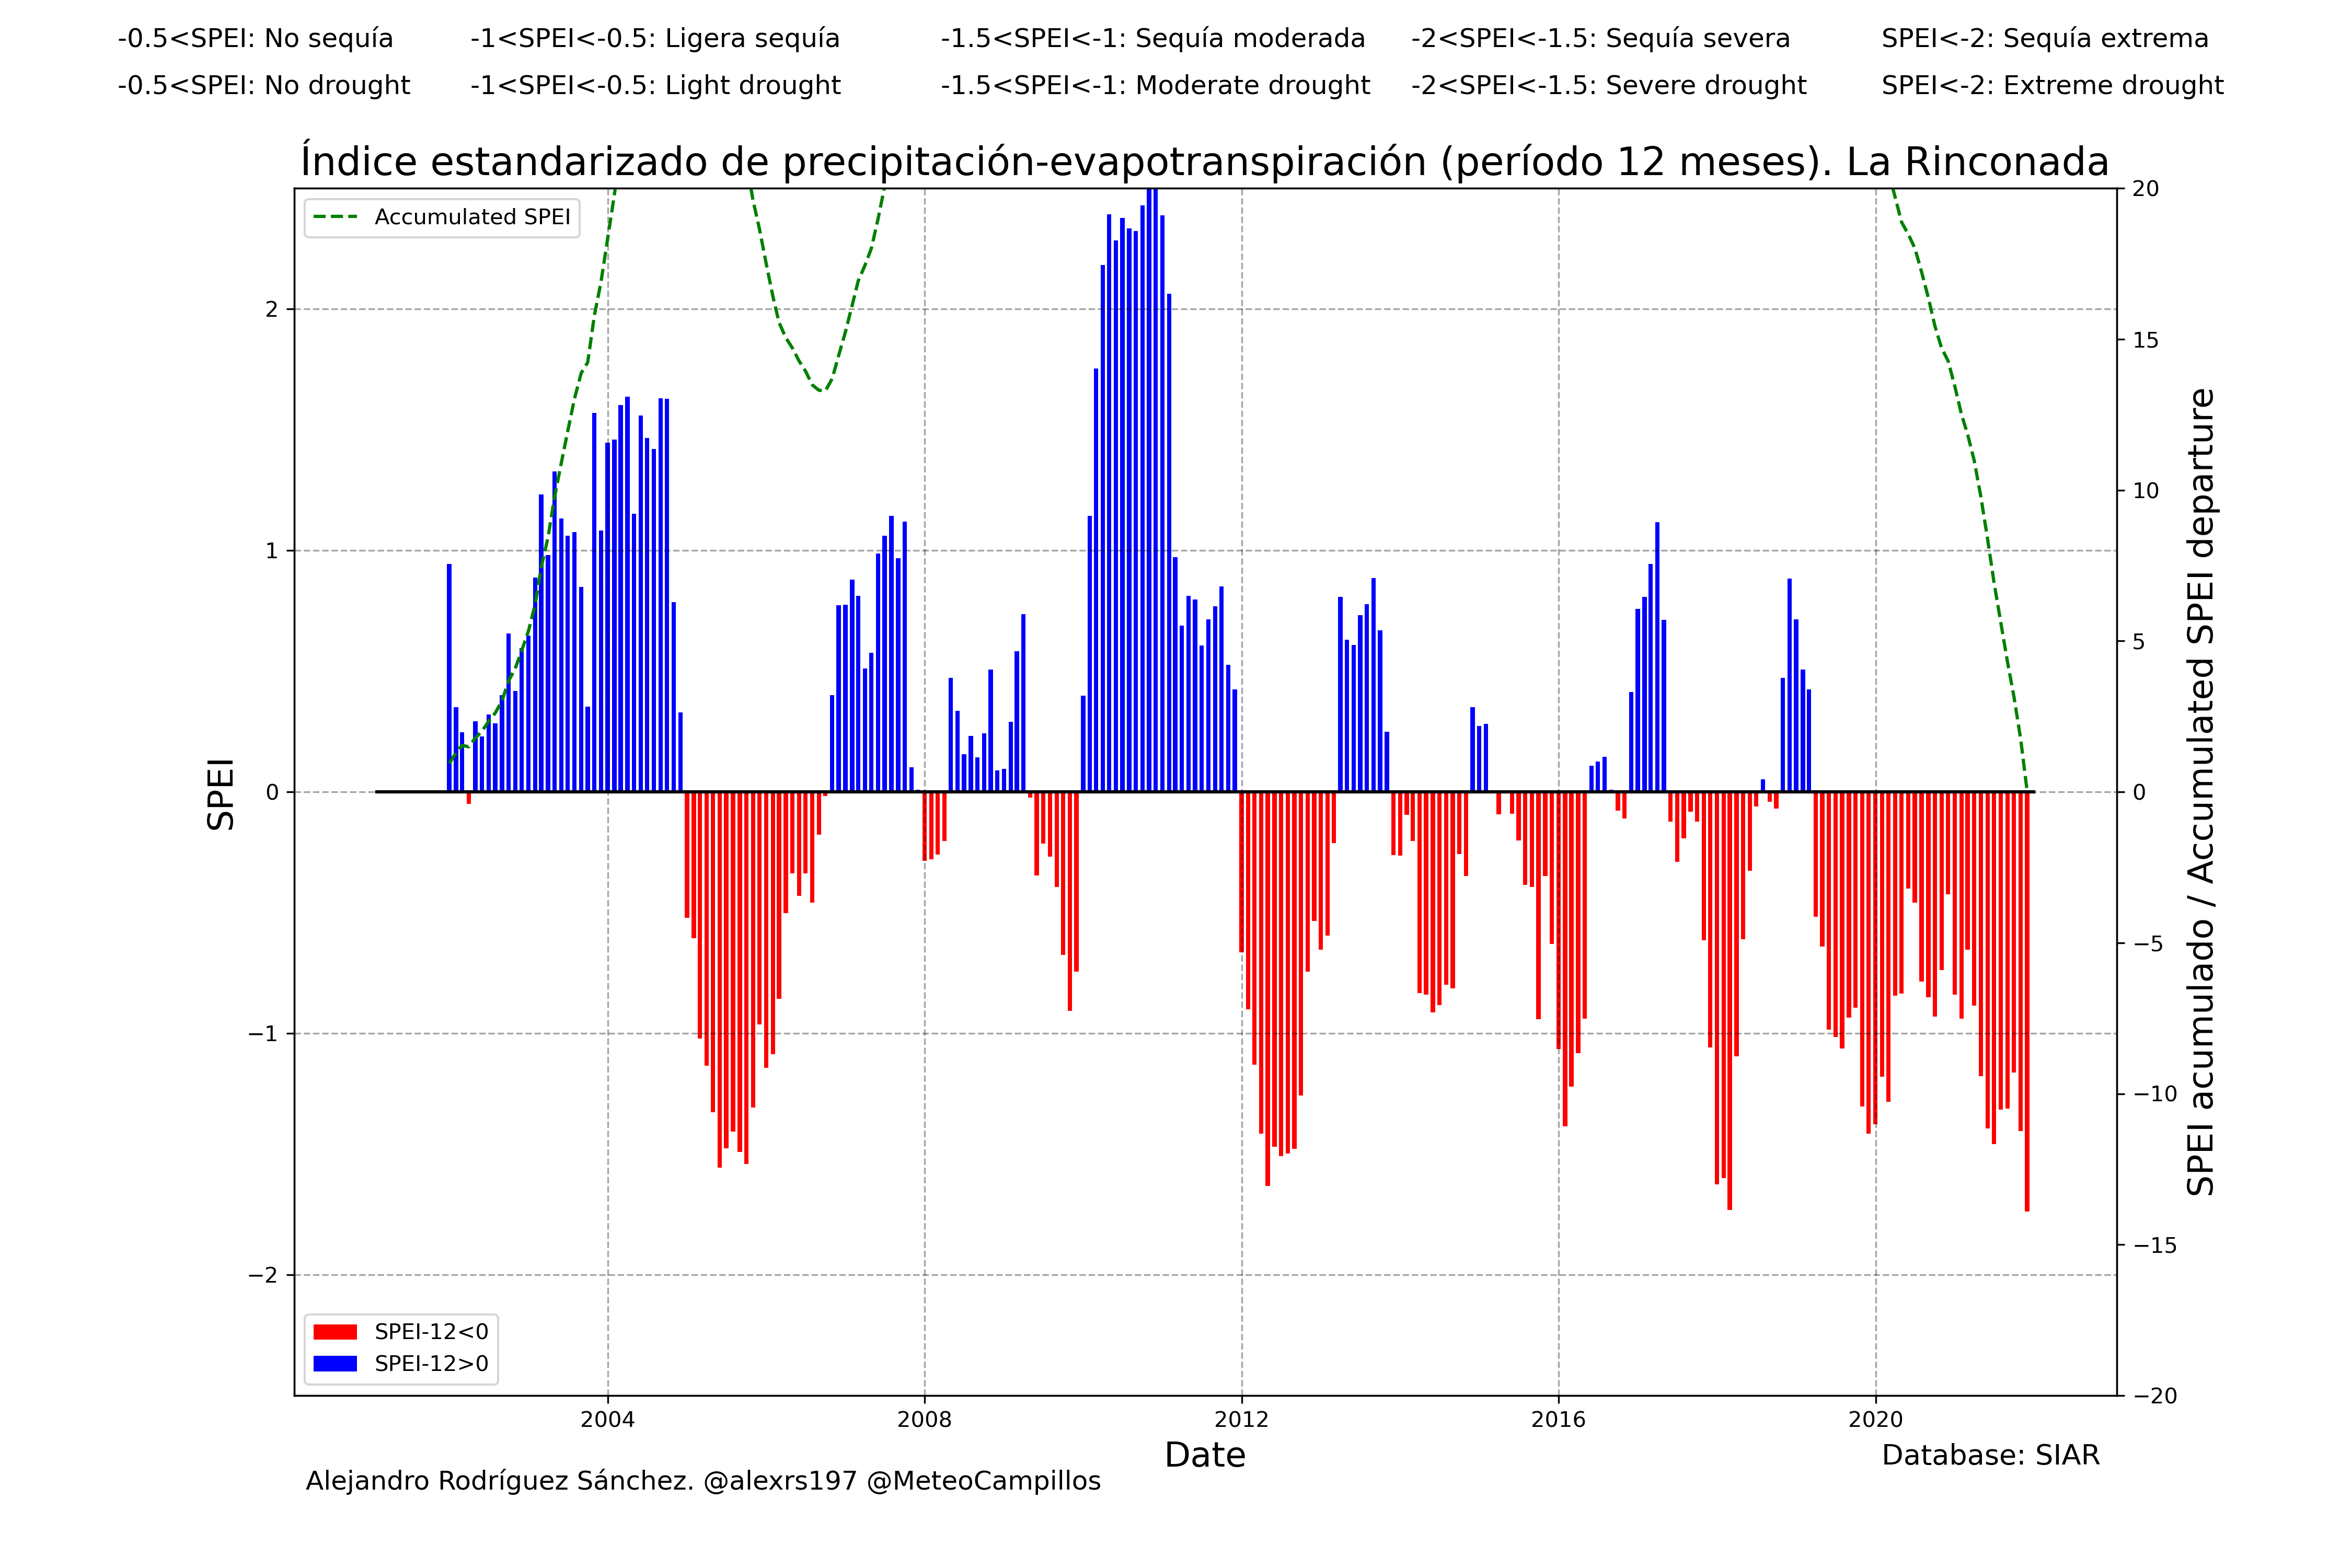 -0.5<SPEI: No sequía -1<SPEI<-0.5: Ligera sequía -1.5<SPEI<-1: Sequía moderada -2<SPEI<-1.5: Sequía severa SPEI<-2: Sequía extrema
-0.5<SPEI: No drought -1<SPEI<-0.5: Light drought -1.5<SPEI<-1: Moderate drought -2<SPEI<-1.5: Severe drought SPEI<-2: Extreme drought
Índice estandarizado de precipitación-evapotranspiración (período 12 meses). La Rinconada
Accumulated SPEI
2
1
0
−1
−2
SPEI
20
15
10
5
0
−5
−10
−15
−20
SPEI acumulado / Accumulated SPEI departure
SPEI-12<0
SPEI-12>0
2004 2008 2012 2016 2020
Date
Database: SIAR
Alejandro Rodríguez Sánchez. @alexrs197 @MeteoCampillos